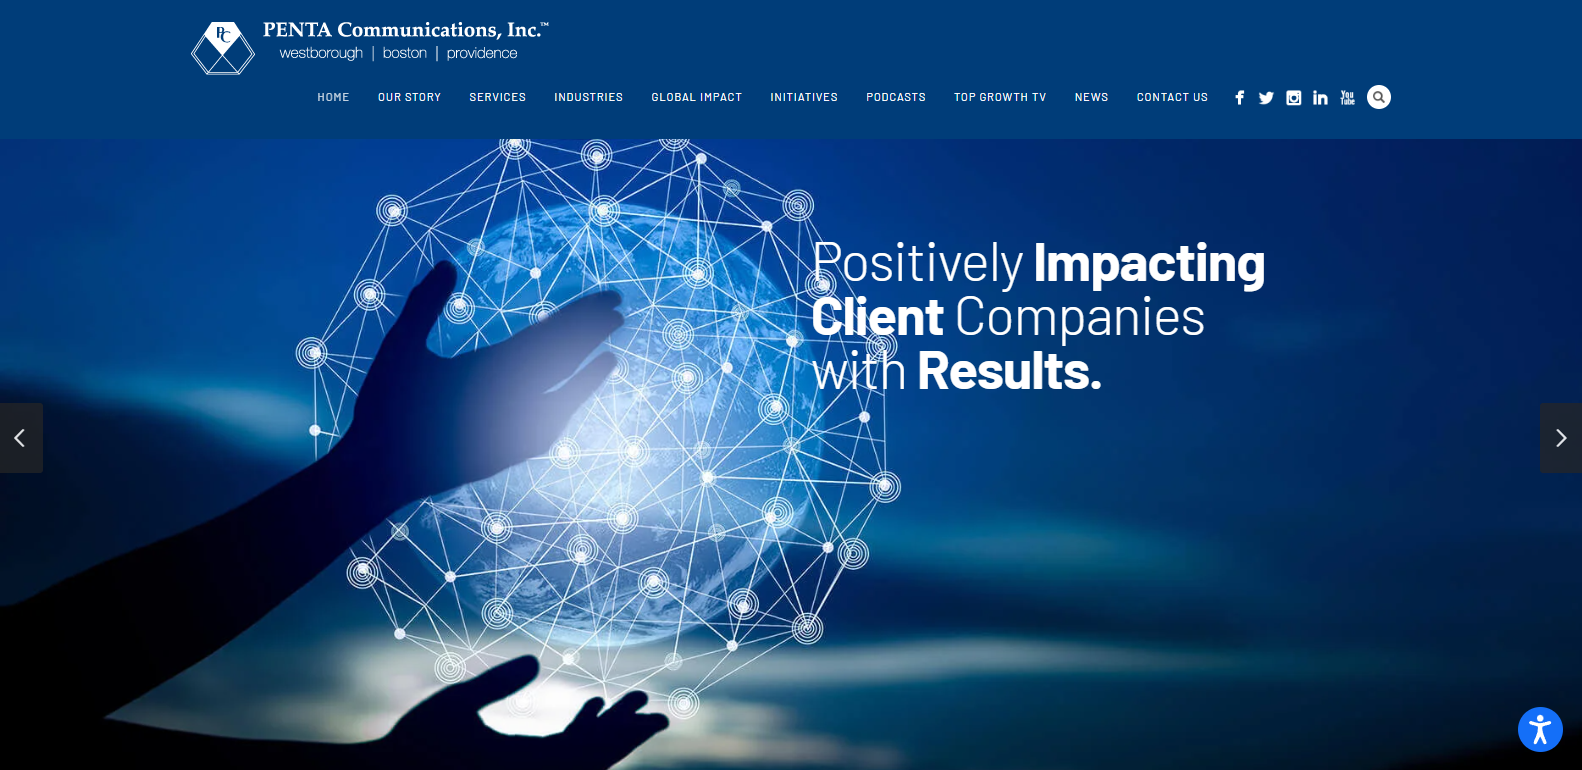 PC
PENTA Communications, Inc.™
westborough | boston | providence
HOME OUR STORY SERVICES INDUSTRIES GLOBAL IMPACT INITIATIVES PODCASTS TOP GROWTH TV NEWS CONTACT US You Tube
Positively Impacting
Client Companies
with Results.